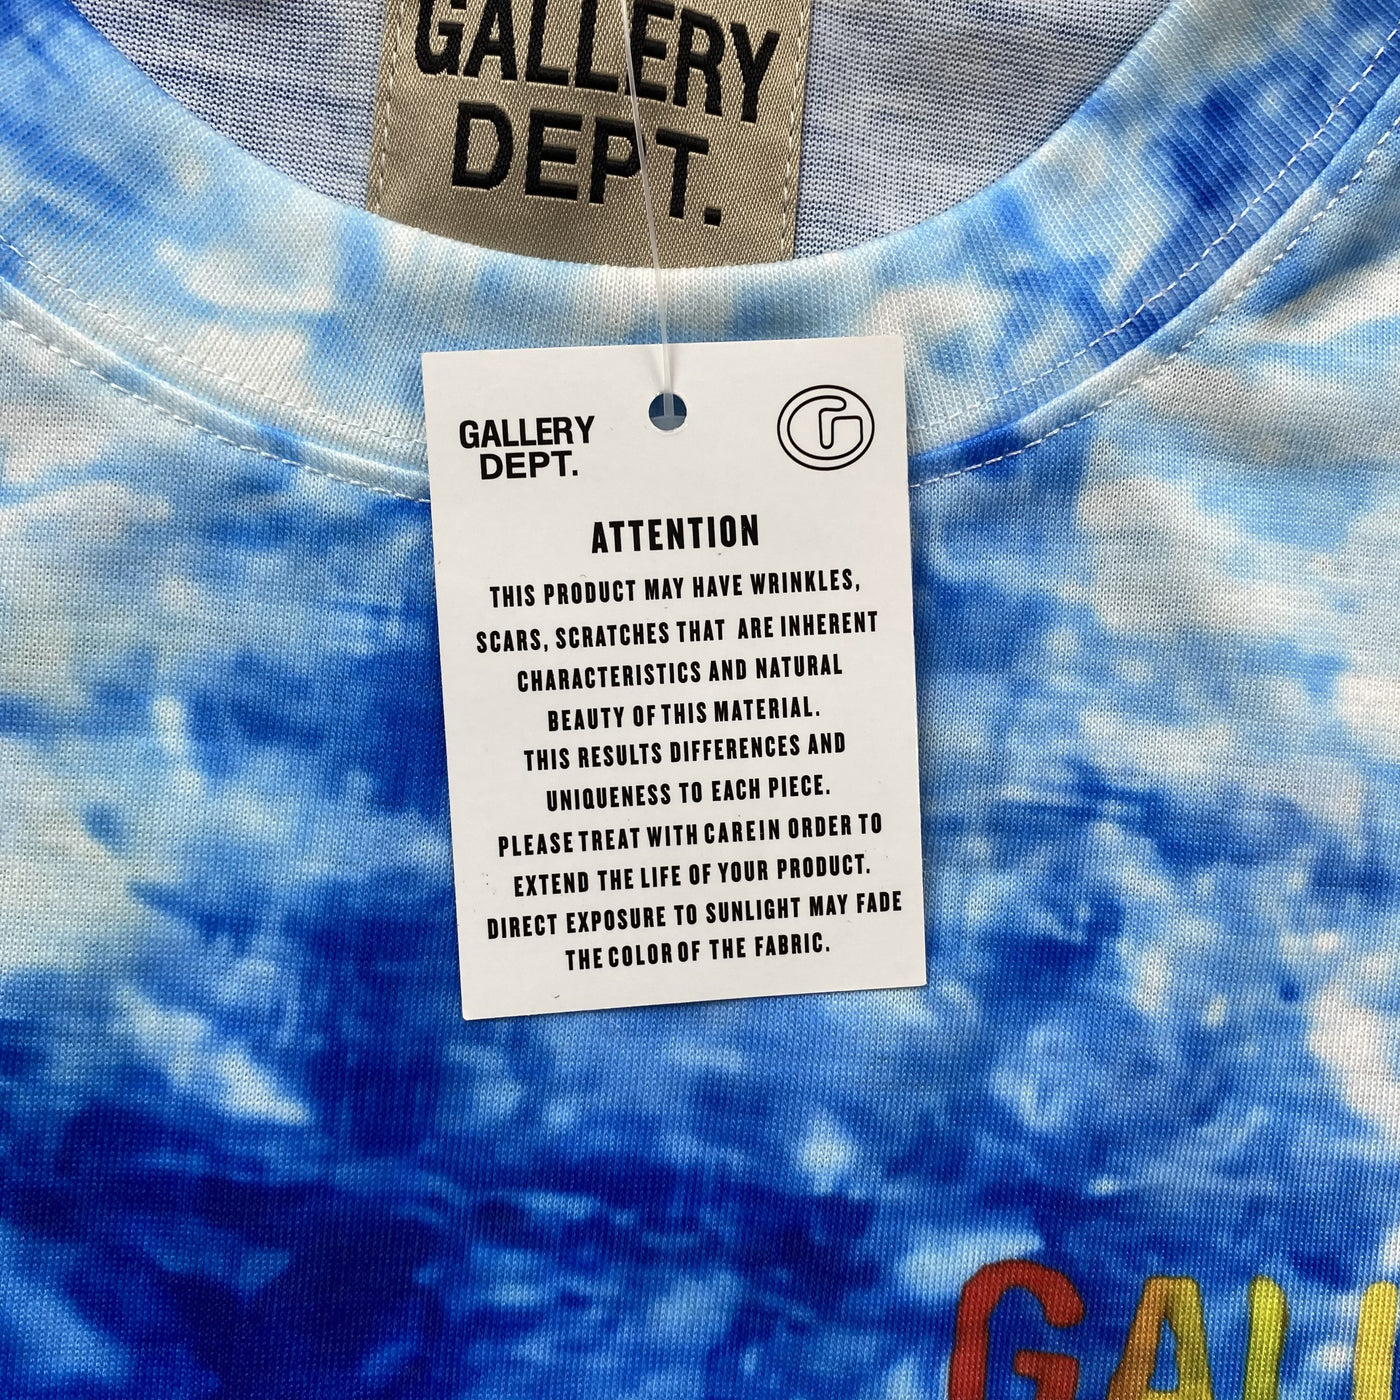 GALLERY
DEPT.
GALLERY
DEPT.
G
ATTENTION
THIS PRODUCT MAY HAVE WRINKLES,
SCARS, SCRATCHES THAT ARE INHERENT
CHARACTERISTICS AND NATURAL
BEAUTY OF THIS MATERIAL.
THIS RESULTS DIFFERENCES AND
UNIQUENESS TO EACH PIECE.
PLEASE TREAT WITH CAREIN ORDER TO
EXTEND THE LIFE OF YOUR PRODUCT.
DIRECT EXPOSURE TO SUNLIGHT MAY FADE
THE COLOR OF THE FABRIC.
GALL